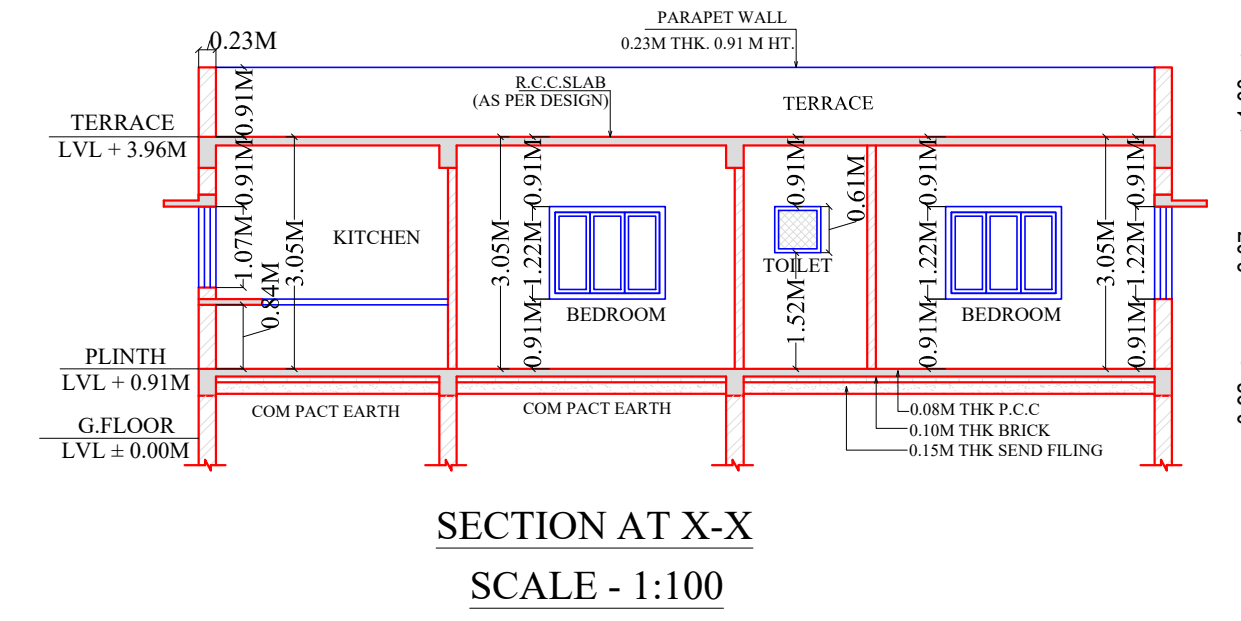 PARAPET WALL
0.23M THK. 0.91 M HT.
0.23M
R.C.C.SLAB
(AS PER DESIGN)
TERRACE
0.91M
TERRACE
LVL + 3.96M
0.91M
1.07M
0.84M
3.05M
KITCHEN
3.05M
0.91M
1.22M
0.91M
BEDROOM
0.91M
0.61M
TOILET
1.52M
0.91M
1.22M
0.91M
BEDROOM
3.05M
0.91M
1.22M
0.91M
PLINTH
LVL + 0.91M
COM PACT EARTH
COM PACT EARTH
G.FLOOR
LVL ± 0.00M
0.08M THK P.C.C
0.10M THK BRICK
0.15M THK SEND FILING
SECTION AT X-X
SCALE - 1:100